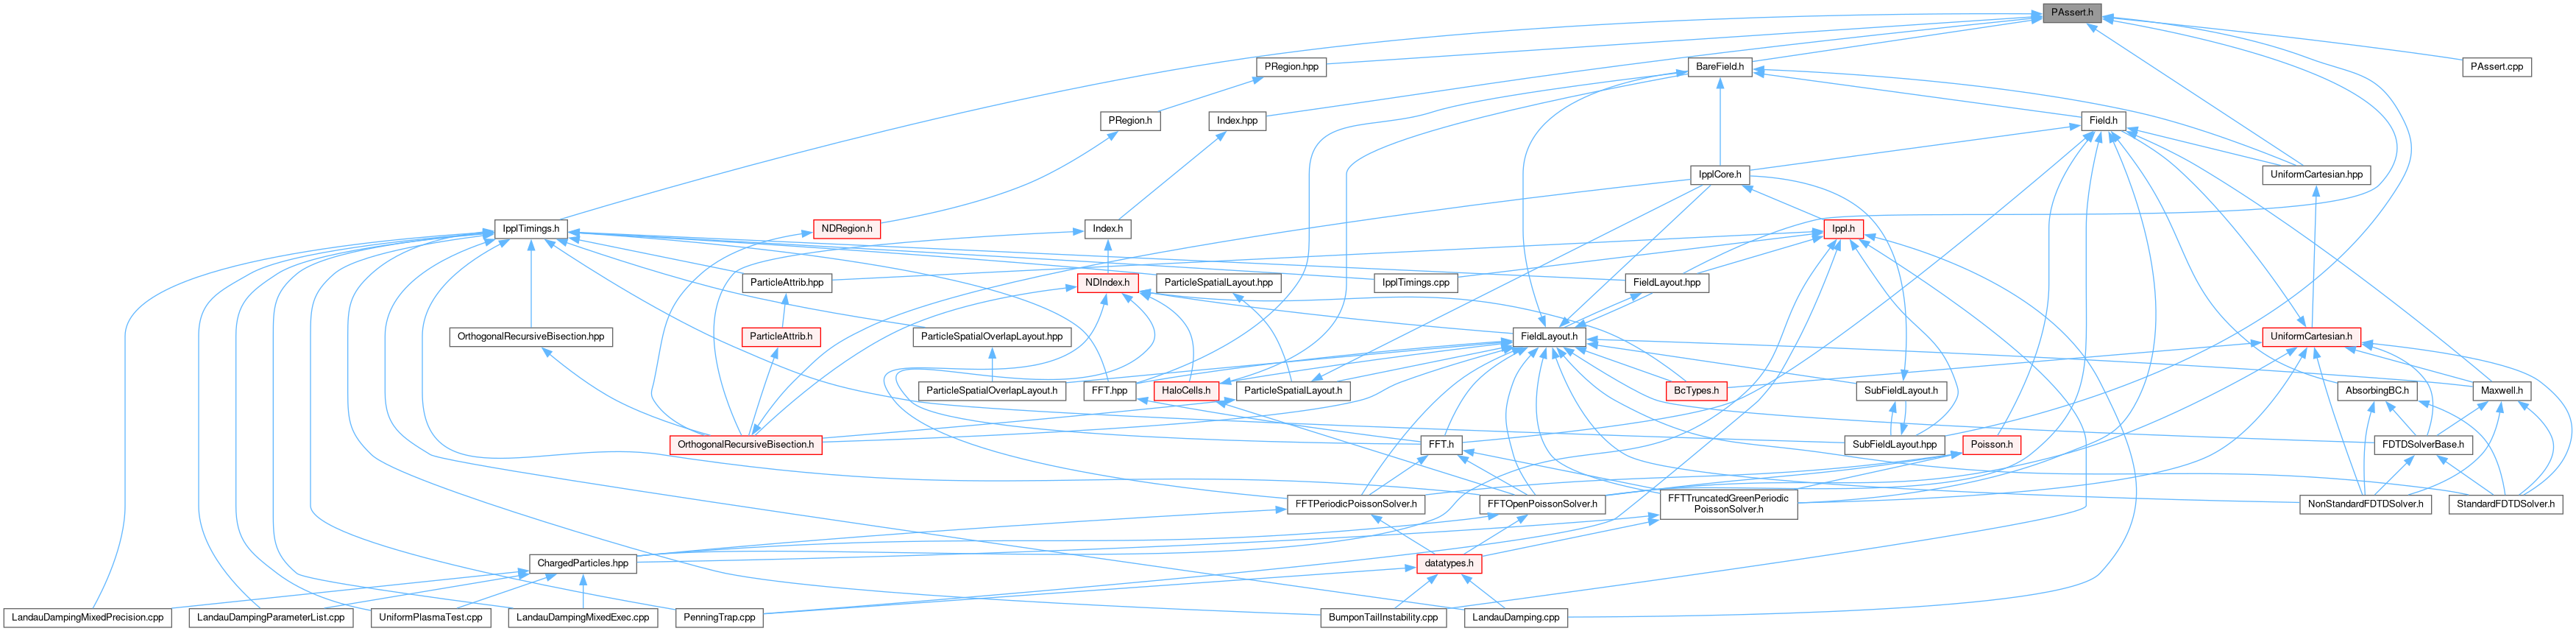 PAssert.h
PRegion.hpp
BareField.h
PAssert.cpp
PRegion.h
Index.hpp
Field.h
IpplCore.h
UniformCartesian.hpp
IpplTimings.h
NDRegion.h
Index.h
Ippl.h
ParticleAttrib.hpp
NDIndex.h
ParticleSpatialLayout.hpp
IpplTimings.cpp
FieldLayout.hpp
OrthogonalRecursiveBisection.hpp
ParticleAttrib.h
ParticleSpatialOverlapLayout.hpp
FieldLayout.h
UniformCartesian.h
ParticleSpatialOverlapLayout.h
FFT.hpp
HaloCells.h
ParticleSpatialLayout.h
BcTypes.h
SubFieldLayout.h
AbsorbingBC.h
Maxwell.h
OrthogonalRecursiveBisection.h
FFT.h
SubFieldLayout.hpp
Poisson.h
FDTDSolverBase.h
FFTPeriodicPoissonSolver.h
FFTOpenPoissonSolver.h
FFTTruncatedGreenPeriodic
PoissonSolver.h
NonStandardFDTDSolver.h
StandardFDTDSolver.h
ChargedParticles.hpp
datatypes.h
LandauDampingMixedPrecision.cpp
LandauDampingParameterList.cpp
UniformPlasmaTest.cpp
LandauDampingMixedExec.cpp
PenningTrap.cpp
BumponTailInstability.cpp
LandauDamping.cpp